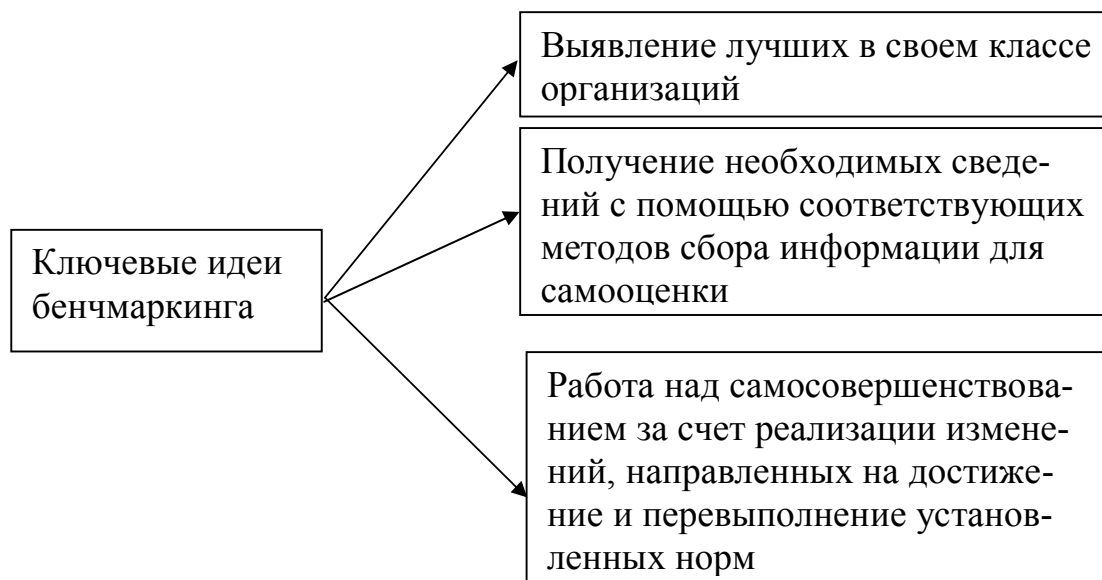 Выявление лучших в своем классе
организаций
Получение необходимых сведе-
ний с помощью соответствующих
методов сбора информации для
самооценки
Ключевые идеи
бенчмаркинга
Работа над самосовершенствова-
нием за счет реализации измене-
ний, направленных на достиже-
ние и перевыполнение установ-
ленных норм